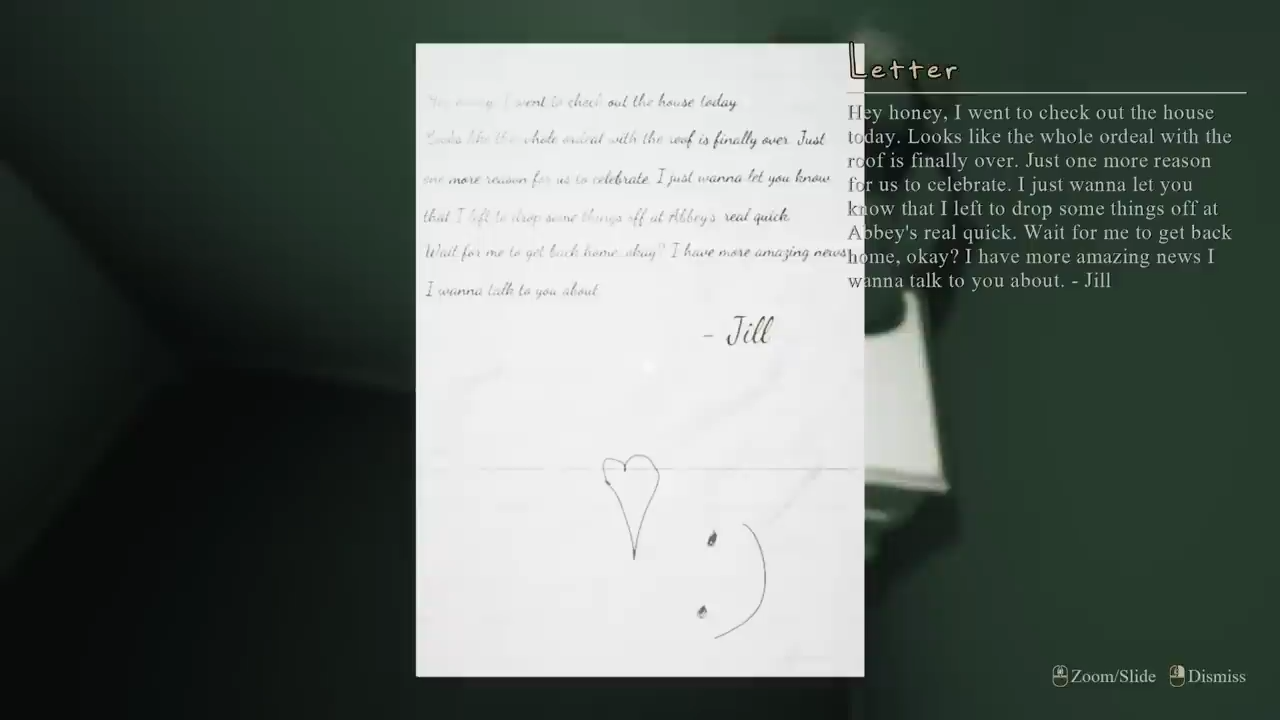 Hey honey, I went to check out the house today.
Looks like the whole ordeal with the roof is finally over. Just
one more reason for us to celebrate. I just wanna let you know
that I left to drop some things off at Abbey's real quick.
Wait for me to get back home, okay? I have more amazing news
I wanna talk to you about.
- Jill
Letter
Hey honey, I went to check out the house
today. Looks like the whole ordeal with the
roof is finally over. Just one more reason
for us to celebrate. I just wanna let you
know that I left to drop some things off at
Abbey's real quick. Wait for me to get back
home, okay? I have more amazing news I
wanna talk to you about. - Jill
Zoom/Slide
Dismiss